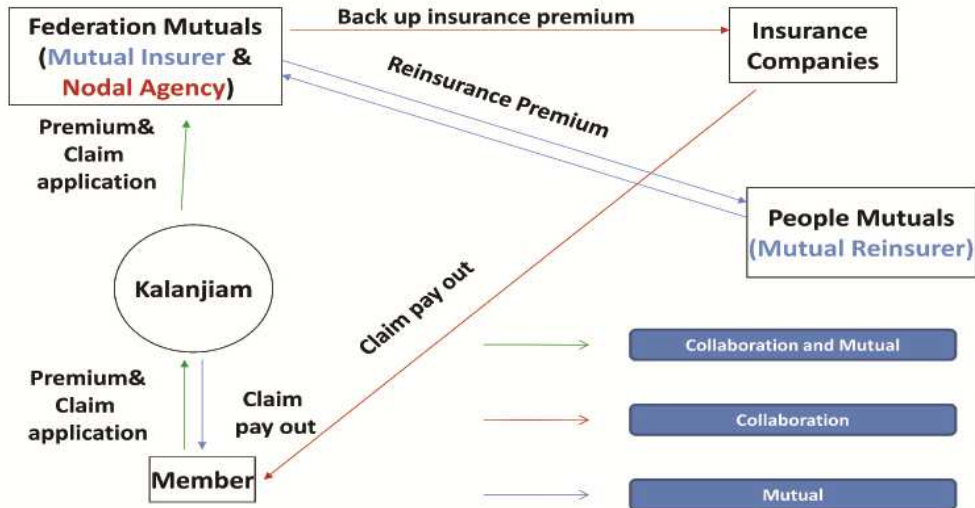 Federation Mutuals
(Mutual Insurer &
Nodal Agency)
Back up insurance premium
Insurance
Companies
Reinsurance Premium
Premium&
Claim
application
People Mutuals
(Mutual Reinsurer)
Kalanjiam
Claim pay out
Collaboration and Mutual
Premium&
Claim
application
Claim
pay out
Collaboration
Member
Mutual